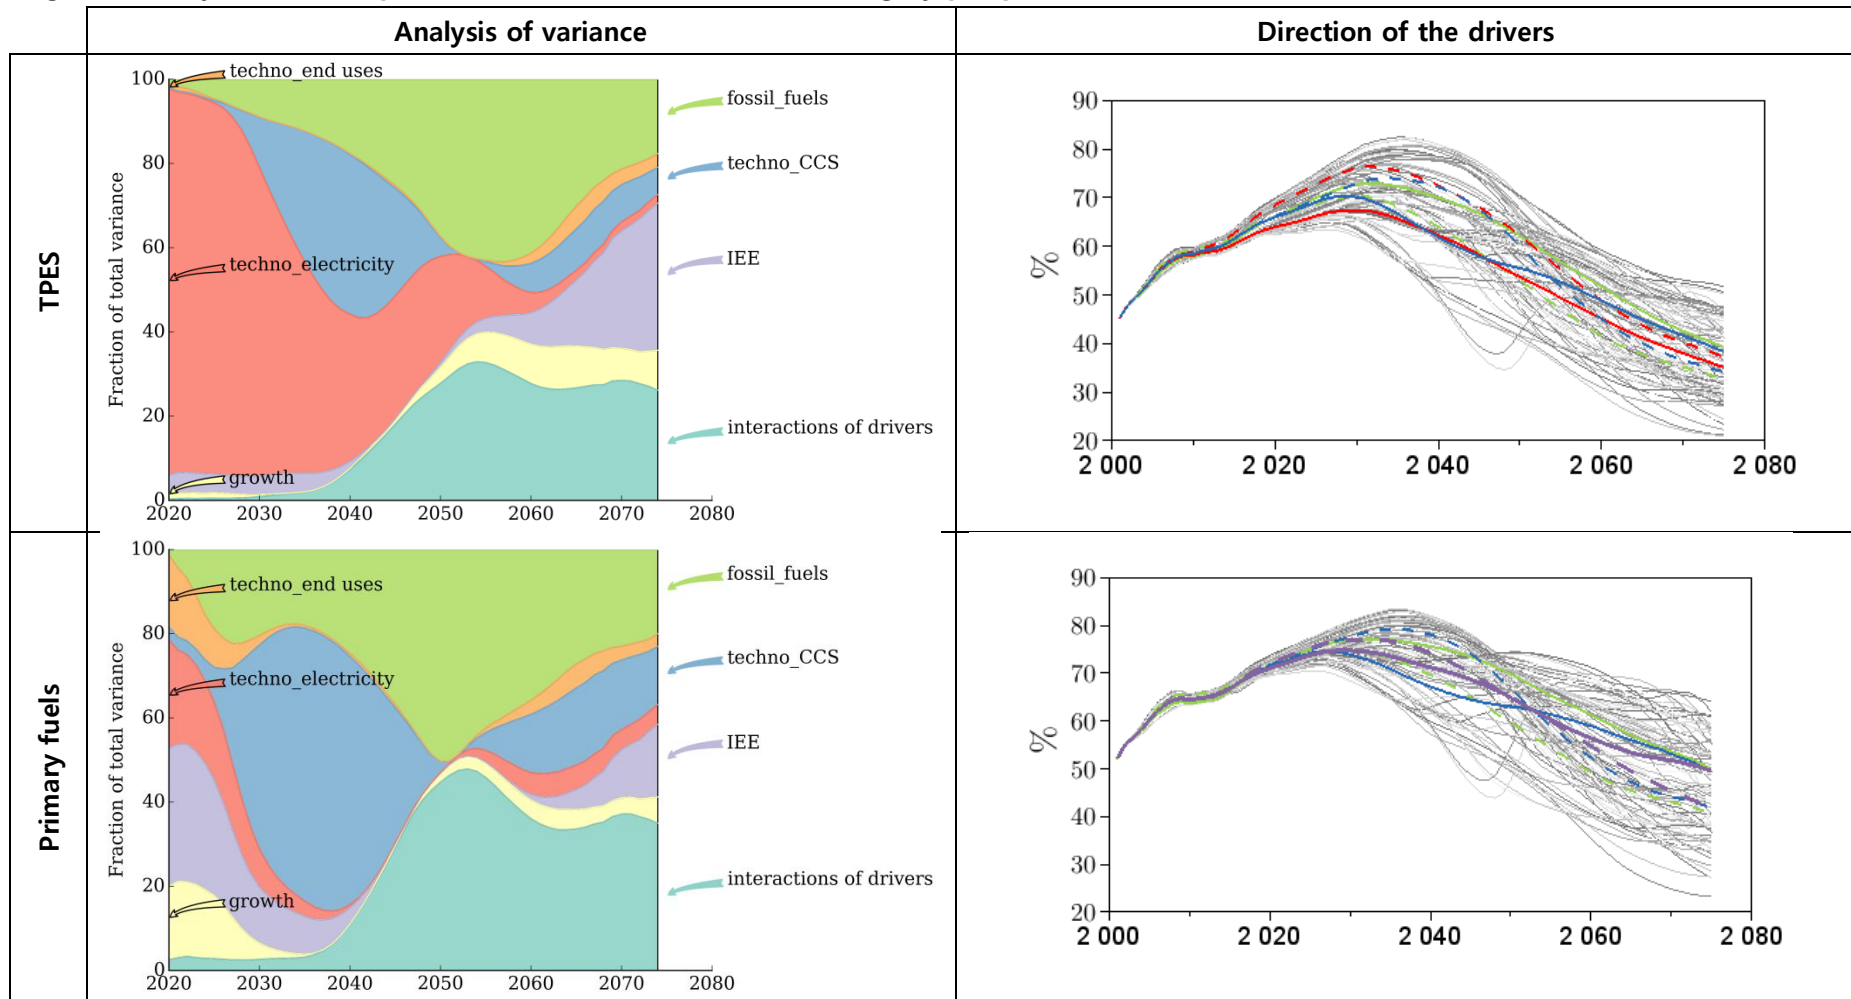 Analysis of variance
Direction of the drivers
TPES
Fraction of total variance
100
80
60
40
20
0
techno_end uses
techno_electricity
growth
fossil_fuels
techno_CCS
IEE
interactions of drivers
2020 2030 2040 2050 2060 2070 2080
%
90
80
70
60
50
40
30
20
2 000 2 020 2 040 2 060 2 080
Primary fuels
Fraction of total variance
100
80
60
40
20
0
techno_end uses
techno_electricity
growth
fossil_fuels
techno_CCS
IEE
interactions of drivers
2020 2030 2040 2050 2060 2070 2080
%
90
80
70
60
50
40
30
20
2 000 2 020 2 040 2 060 2 080